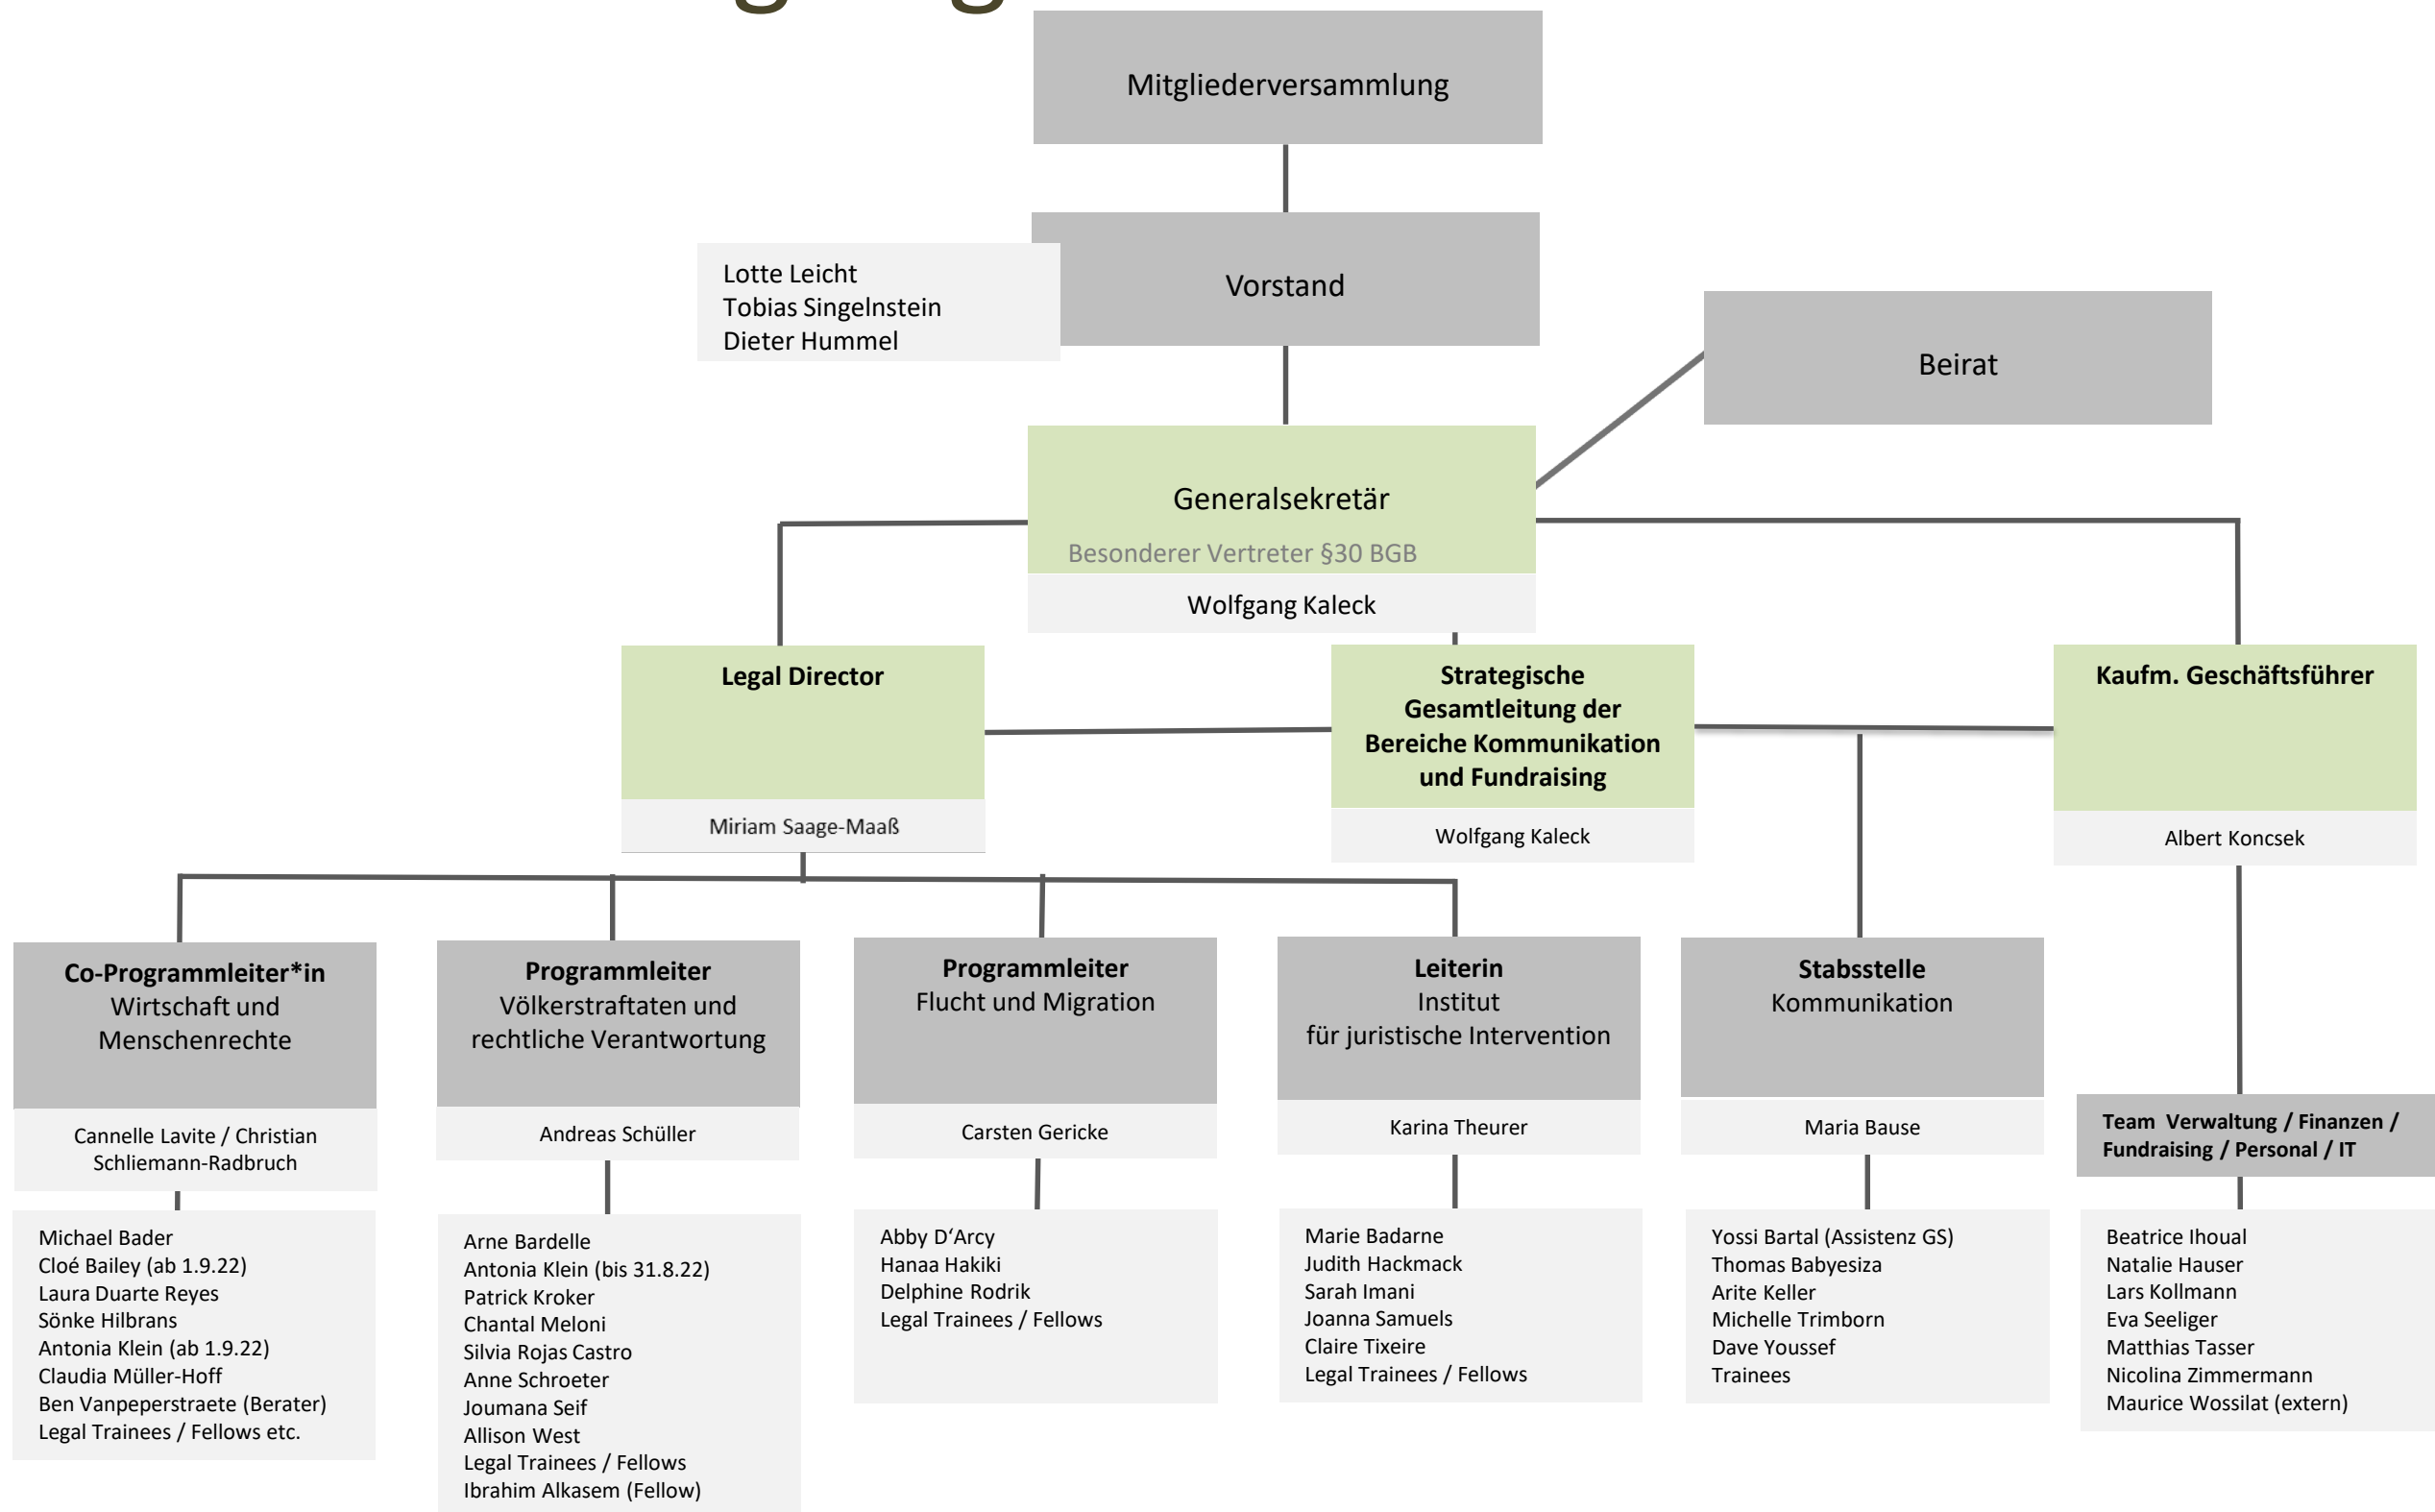 Mitgliederversammlung
Lotte Leicht
Tobias Singelnstein
Dieter Hummel
Vorstand
Beirat
Generalsekretär
Besonderer Vertreter §30 BGB
Wolfgang Kaleck
Legal Director
Miriam Saage-Maaß
Strategische
Gesamtleitung der
Bereiche Kommunikation
und Fundraising
Wolfgang Kaleck
Kaufm. Geschäftsführer
Albert Koncsek
Co-Programmleiter*in
Wirtschaft und
Menschenrechte
Cannelle Lavite / Christian
Schliemann-Radbruch
Michael Bader
Cloé Bailey (ab 1.9.22)
Laura Duarte Reyes
Sönke Hilbrans
Antonia Klein (ab 1.9.22)
Claudia Müller-Hoff
Ben Vanpeperstraete (Berater)
Legal Trainees / Fellows etc.
Programmleiter
Völkerstraftaten und
rechtliche Verantwortung
Andreas Schüller
Arne Bardelle
Antonia Klein (bis 31.8.22)
Patrick Kroker
Chantal Meloni
Silvia Rojas Castro
Anne Schroeter
Joumana Seif
Allison West
Legal Trainees / Fellows
Ibrahim Alkasem (Fellow)
Programmleiter
Flucht und Migration
Carsten Gericke
Abby D‘Arcy
Hanaa Hakiki
Delphine Rodrik
Legal Trainees / Fellows
Leiterin
Institut
für juristische Intervention
Karina Theurer
Marie Badarne
Judith Hackmack
Sarah Imani
Joanna Samuels
Claire Tixeire
Legal Trainees / Fellows
Stabsstelle
Kommunikation
Maria Bause
Yossi Bartal (Assistenz GS)
Thomas Babyesiza
Arite Keller
Michelle Trimborn
Dave Youssef
Trainees
Team Verwaltung / Finanzen /
Fundraising / Personal / IT
Beatrice Ihoual
Natalie Hauser
Lars Kollmann
Eva Seeliger
Matthias Tasser
Nicolina Zimmermann
Maurice Wossilat (extern)